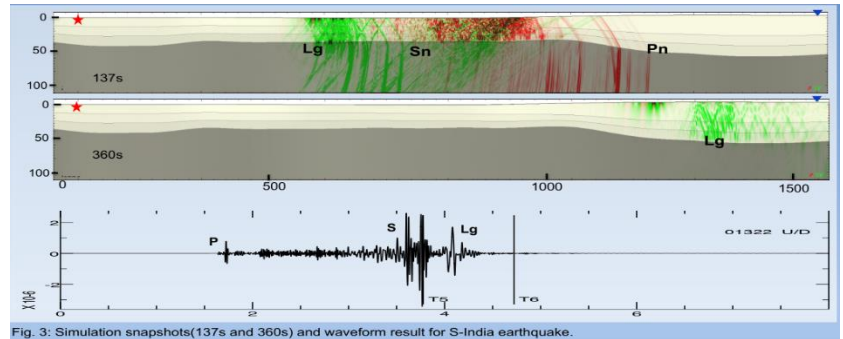 0
50
100
137s
Lg
Sn
Pn
0
50
100
360s
Lg
0
500
1000
1500
2
0
-2
X10-6
P
S
Lg
01322 U/D
T5
T6
0
2
4
6
Fig. 3: Simulation snapshots(137s and 360s) and waveform result for S-India earthquake.